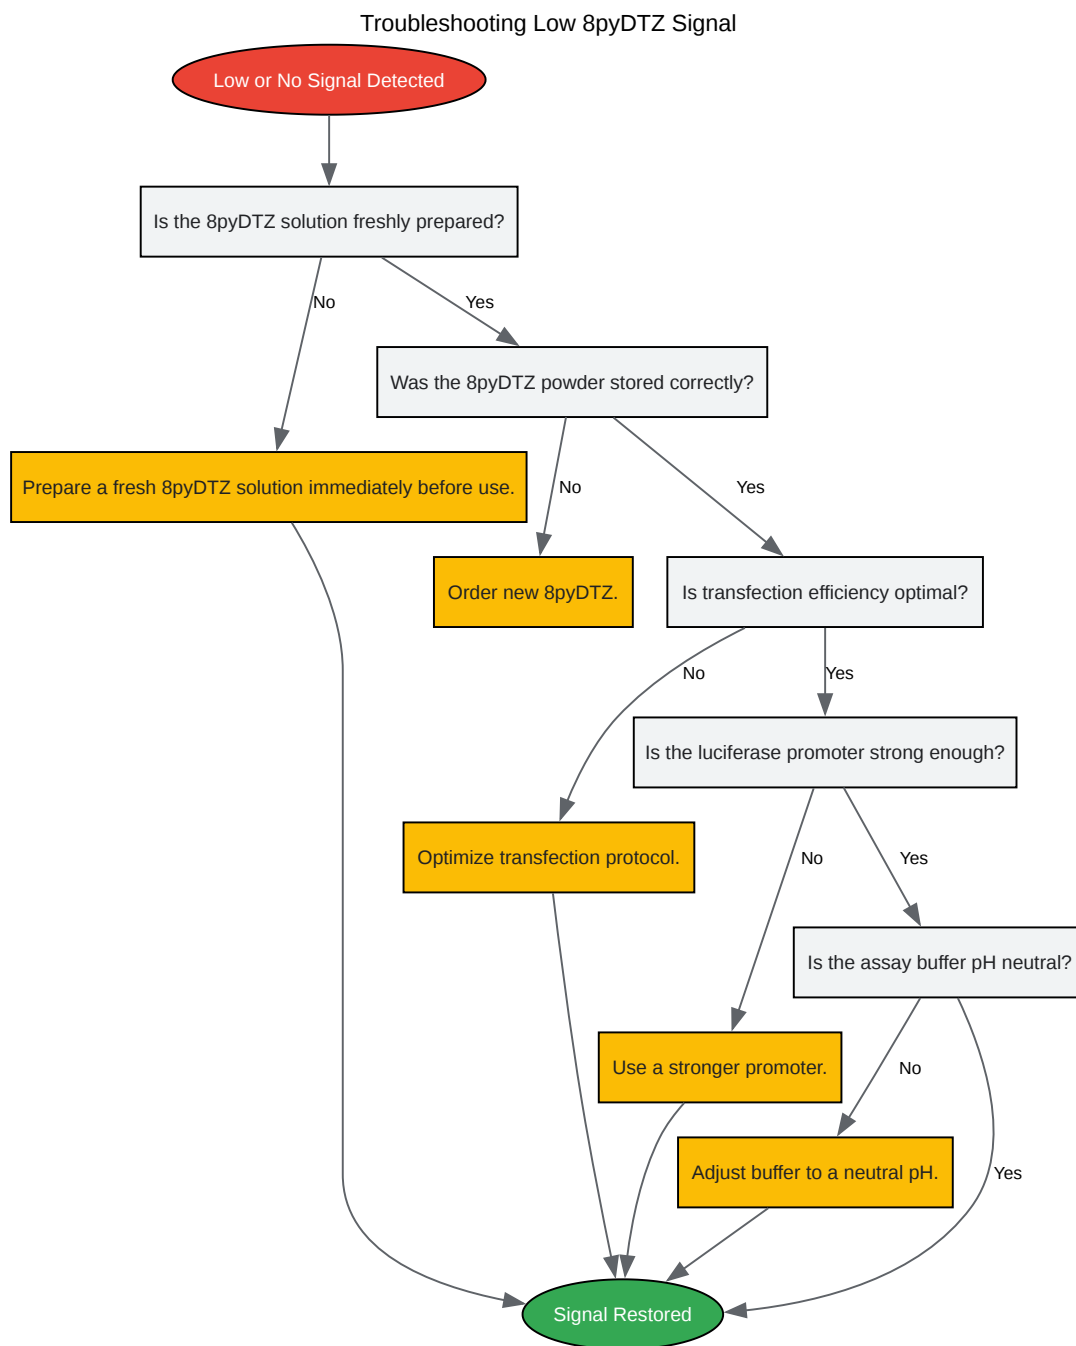 Troubleshooting Low 8pyDTZ Signal
Low or No Signal Detected
Is the 8pyDTZ solution freshly prepared?
No
Yes
Was the 8pyDTZ powder stored correctly?
Prepare a fresh 8pyDTZ solution immediately before use.
No
Yes
Order new 8pyDTZ.
Is transfection efficiency optimal?
No
Yes
Is the luciferase promoter strong enough?
Optimize transfection protocol.
No
Yes
Is the assay buffer pH neutral?
Use a stronger promoter.
No
Adjust buffer to a neutral pH.
Yes
Signal Restored